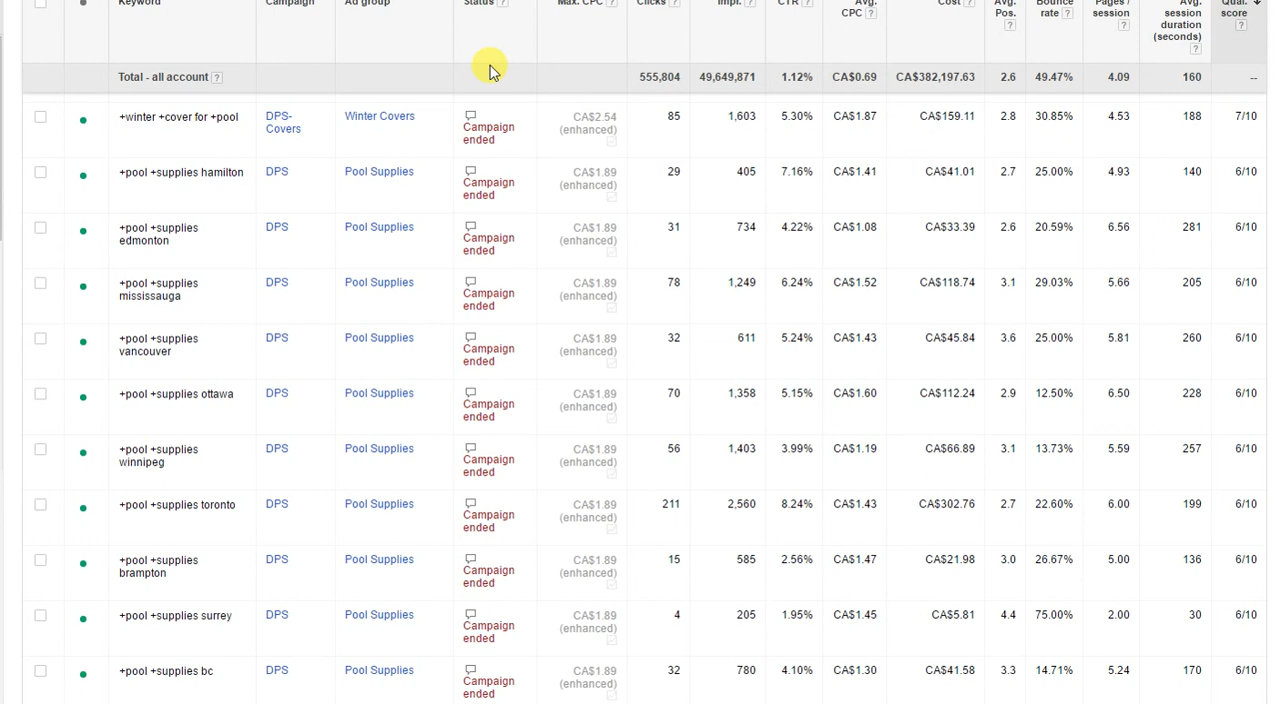 Keyword Campaign Ad group Status ? Max. CPC ? Clicks ? Impr. ? CTR ? Avg. CPC ? Cost ? Avg. Pos. ? Bounce rate ? Pages / session ? Avg. session duration (seconds) ? Qual. score ?
Total - all account ? 555,804 49,649,871 1.12% CA$0.69 CA$382,197.63 2.6 49.47% 4.09 160 --
+winter +cover for +pool DPS-Covers Winter Covers Campaign ended CA$2.54 (enhanced) 85 1,603 5.30% CA$1.87 CA$159.11 2.8 30.85% 4.53 188 7/10
+pool +supplies hamilton DPS Pool Supplies Campaign ended CA$1.89 (enhanced) 29 405 7.16% CA$1.41 CA$41.01 2.7 25.00% 4.93 140 6/10
+pool +supplies edmonton DPS Pool Supplies Campaign ended CA$1.89 (enhanced) 31 734 4.22% CA$1.08 CA$33.39 2.6 20.59% 6.56 281 6/10
+pool +supplies mississauga DPS Pool Supplies Campaign ended CA$1.89 (enhanced) 78 1,249 6.24% CA$1.52 CA$118.74 3.1 29.03% 5.66 205 6/10
+pool +supplies vancouver DPS Pool Supplies Campaign ended CA$1.89 (enhanced) 32 611 5.24% CA$1.43 CA$45.84 3.6 25.00% 5.81 260 6/10
+pool +supplies ottawa DPS Pool Supplies Campaign ended CA$1.89 (enhanced) 70 1,358 5.15% CA$1.60 CA$112.24 2.9 12.50% 6.50 228 6/10
+pool +supplies winnipeg DPS Pool Supplies Campaign ended CA$1.89 (enhanced) 56 1,403 3.99% CA$1.19 CA$66.89 3.1 13.73% 5.59 257 6/10
+pool +supplies toronto DPS Pool Supplies Campaign ended CA$1.89 (enhanced) 211 2,560 8.24% CA$1.43 CA$302.76 2.7 22.60% 6.00 199 6/10
+pool +supplies brampton DPS Pool Supplies Campaign ended CA$1.89 (enhanced) 15 585 2.56% CA$1.47 CA$21.98 3.0 26.67% 5.00 136 6/10
+pool +supplies surrey DPS Pool Supplies Campaign ended CA$1.89 (enhanced) 4 205 1.95% CA$1.45 CA$5.81 4.4 75.00% 2.00 30 6/10
+pool +supplies bc DPS Pool Supplies Campaign ended CA$1.89 (enhanced) 32 780 4.10% CA$1.30 CA$41.58 3.3 14.71% 5.24 170 6/10